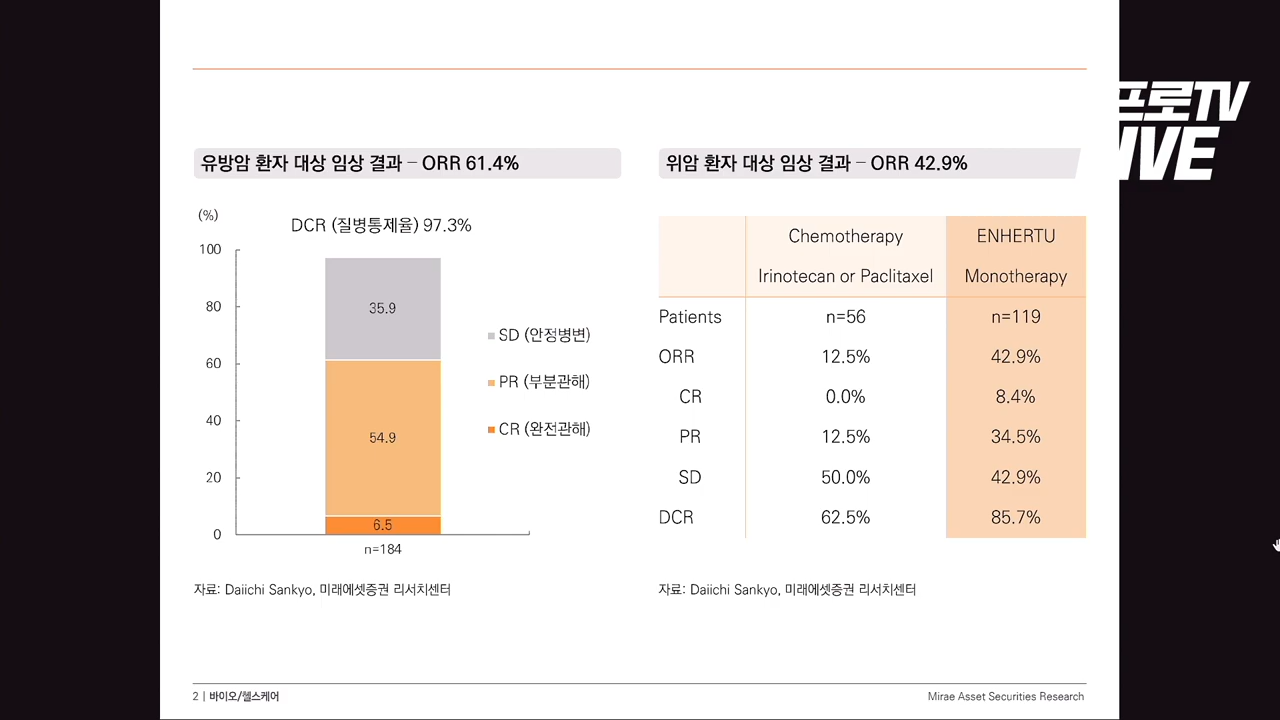 프로TV
IVE
유방암 환자 대상 임상 결과 – ORR 61.4%
(%)
DCR (질병통제율) 97.3%
100
80
60
40
20
0
35.9
54.9
6.5
n=184
SD (안정병변)
PR (부분관해)
CR (완전관해)
자료: Daiichi Sankyo, 미래에셋증권 리서치센터
위암 환자 대상 임상 결과 – ORR 42.9%
Chemotherapy ENHERTU
Irinotecan or Paclitaxel Monotherapy
Patients n=56 n=119
ORR 12.5% 42.9%
CR 0.0% 8.4%
PR 12.5% 34.5%
SD 50.0% 42.9%
DCR 62.5% 85.7%
자료: Daiichi Sankyo, 미래에셋증권 리서치센터
2 | 바이오/헬스케어
Mirae Asset Securities Research